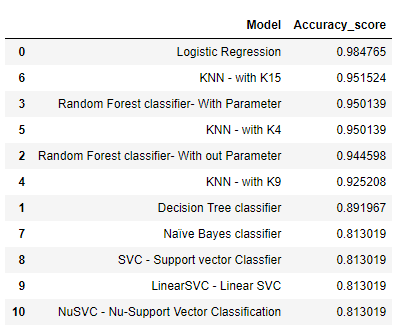 Model Accuracy_score
0 Logistic Regression 0.984765
6 KNN - with K15 0.951524
3 Random Forest classifier- With Parameter 0.950139
5 KNN - with K4 0.950139
2 Random Forest classifier- With out Parameter 0.944598
4 KNN - with K9 0.925208
1 Decision Tree classifier 0.891967
7 Naïve Bayes classfier 0.813019
8 SVC - Support vector Classfier 0.813019
9 LinearSVC - Linear SVC 0.813019
10 NuSVC - Nu-Support Vector Classification 0.813019